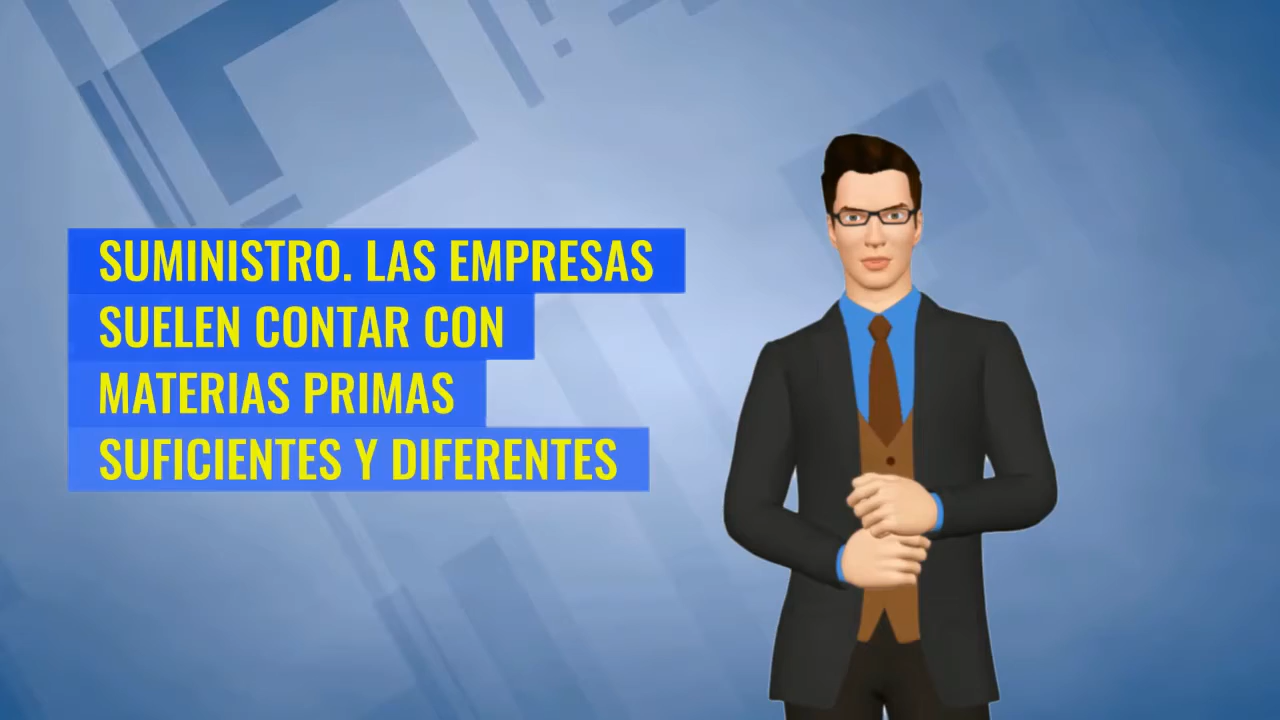 SUMINISTRO. LAS EMPRESAS
SUELEN CONTAR CON
MATERIAS PRIMAS
SUFICIENTES Y DIFERENTES